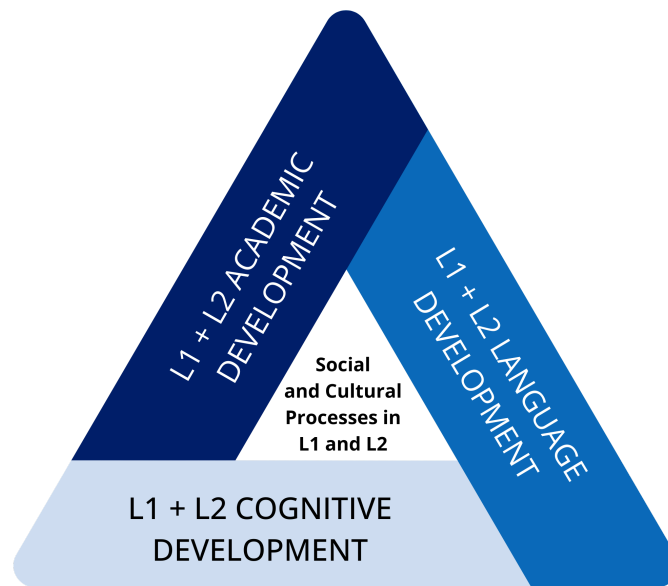 L1 + L2 ACADEMIC
DEVELOPMENT
L1 + L2 LANGUAGE
DEVELOPMENT
Social
and Cultural
Processes in
L1 and L2
L1 + L2 COGNITIVE
DEVELOPMENT